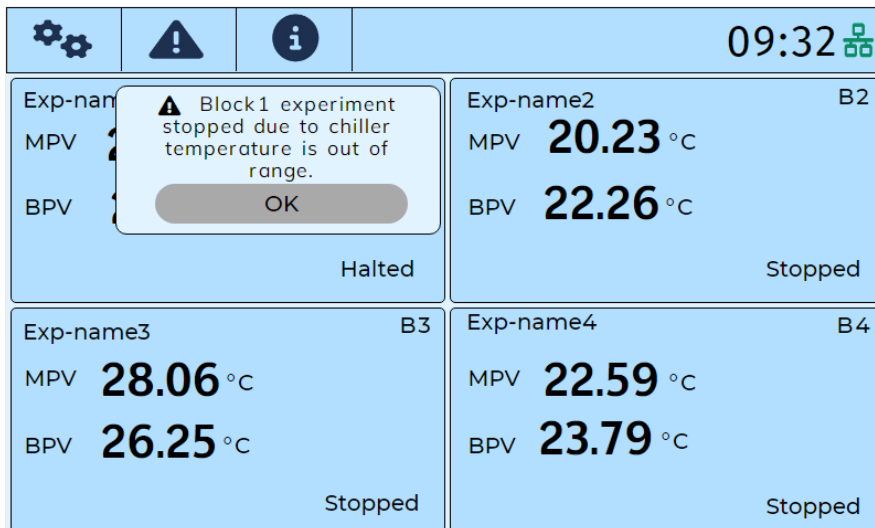 09:32
Exp-nam
MPV
BPV
Halted
Block1 experiment
stopped due to chiller
temperature is out of
range.
OK
Exp-name2 B2
MPV 20.23 °C
BPV 22.26 °C
Stopped
Exp-name3 B3
MPV 28.06 °C
BPV 26.25 °C
Stopped
Exp-name4 B4
MPV 22.59 °C
BPV 23.79 °C
Stopped